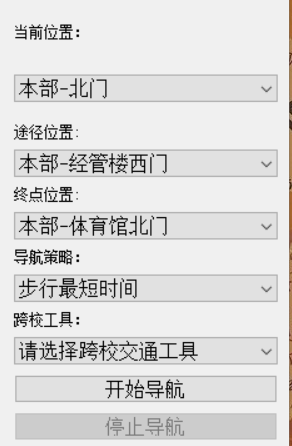 当前位置：
本部-北门
途径位置:
本部-经管楼西门
终点位置:
本部-体育馆北门
导航策略：
步行最短时间
跨校工具：
请选择跨校交通工具
开始导航
停止导航